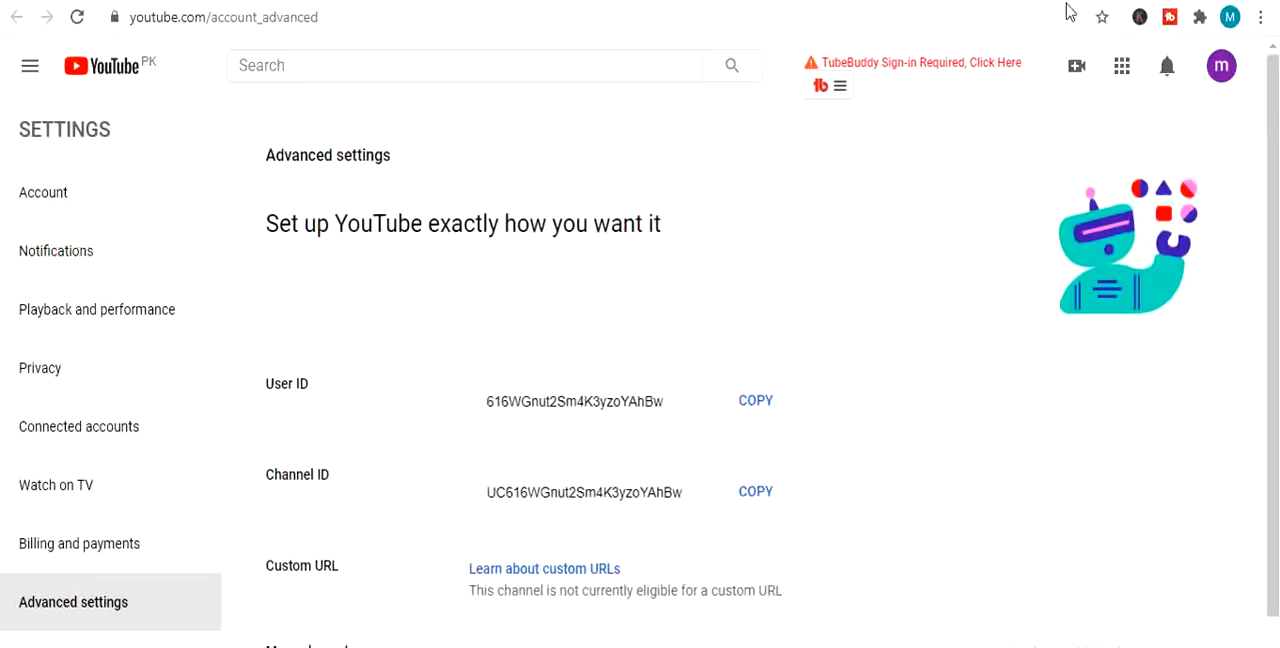 youtube.com/account_advanced
K
tb
M
YouTube PK
Search
TubeBuddy Sign-in Required, Click Here
tb
m
SETTINGS
Account
Notifications
Playback and performance
Privacy
Connected accounts
Watch on TV
Billing and payments
Advanced settings
Advanced settings
Set up YouTube exactly how you want it
User ID
616WGnut2Sm4K3yzoYAhBw
COPY
Channel ID
UC616WGnut2Sm4K3yzoYAhBw
COPY
Custom URL
Learn about custom URLs
This channel is not currently eligible for a custom URL